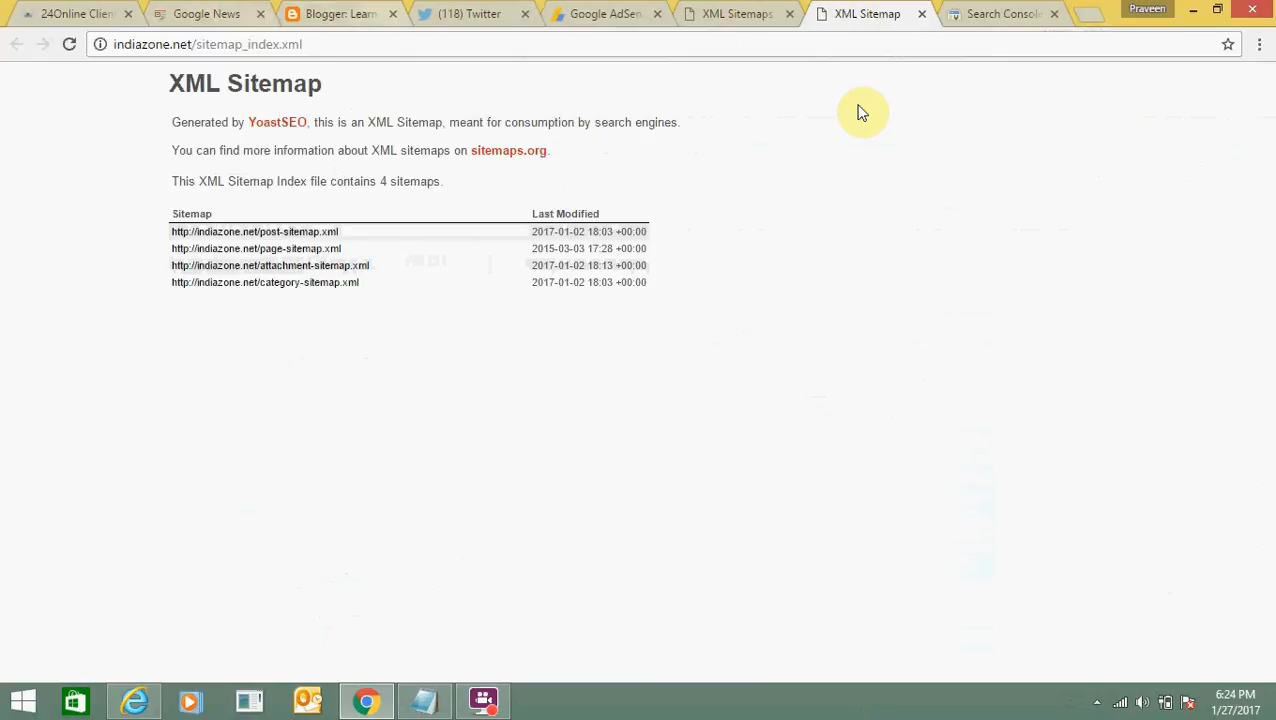 24Online Clien
Google News
Blogger: Learn
(118) Twitter
Google AdSen
XML Sitemaps
XML Sitemap
Search Console
Praveen
indiazone.net/sitemap_index.xml
XML Sitemap
Generated by YoastSEO, this is an XML Sitemap, meant for consumption by search engines.
You can find more information about XML sitemaps on sitemaps.org.
This XML Sitemap Index file contains 4 sitemaps.
Sitemap Last Modified
http://indiazone.net/post-sitemap.xml 2017-01-02 18:03 +00:00
http://indiazone.net/page-sitemap.xml 2015-03-03 17:28 +00:00
http://indiazone.net/attachment-sitemap.xml 2017-01-02 18:13 +00:00
http://indiazone.net/category-sitemap.xml 2017-01-02 18:03 +00:00
6:24 PM
1/27/2017